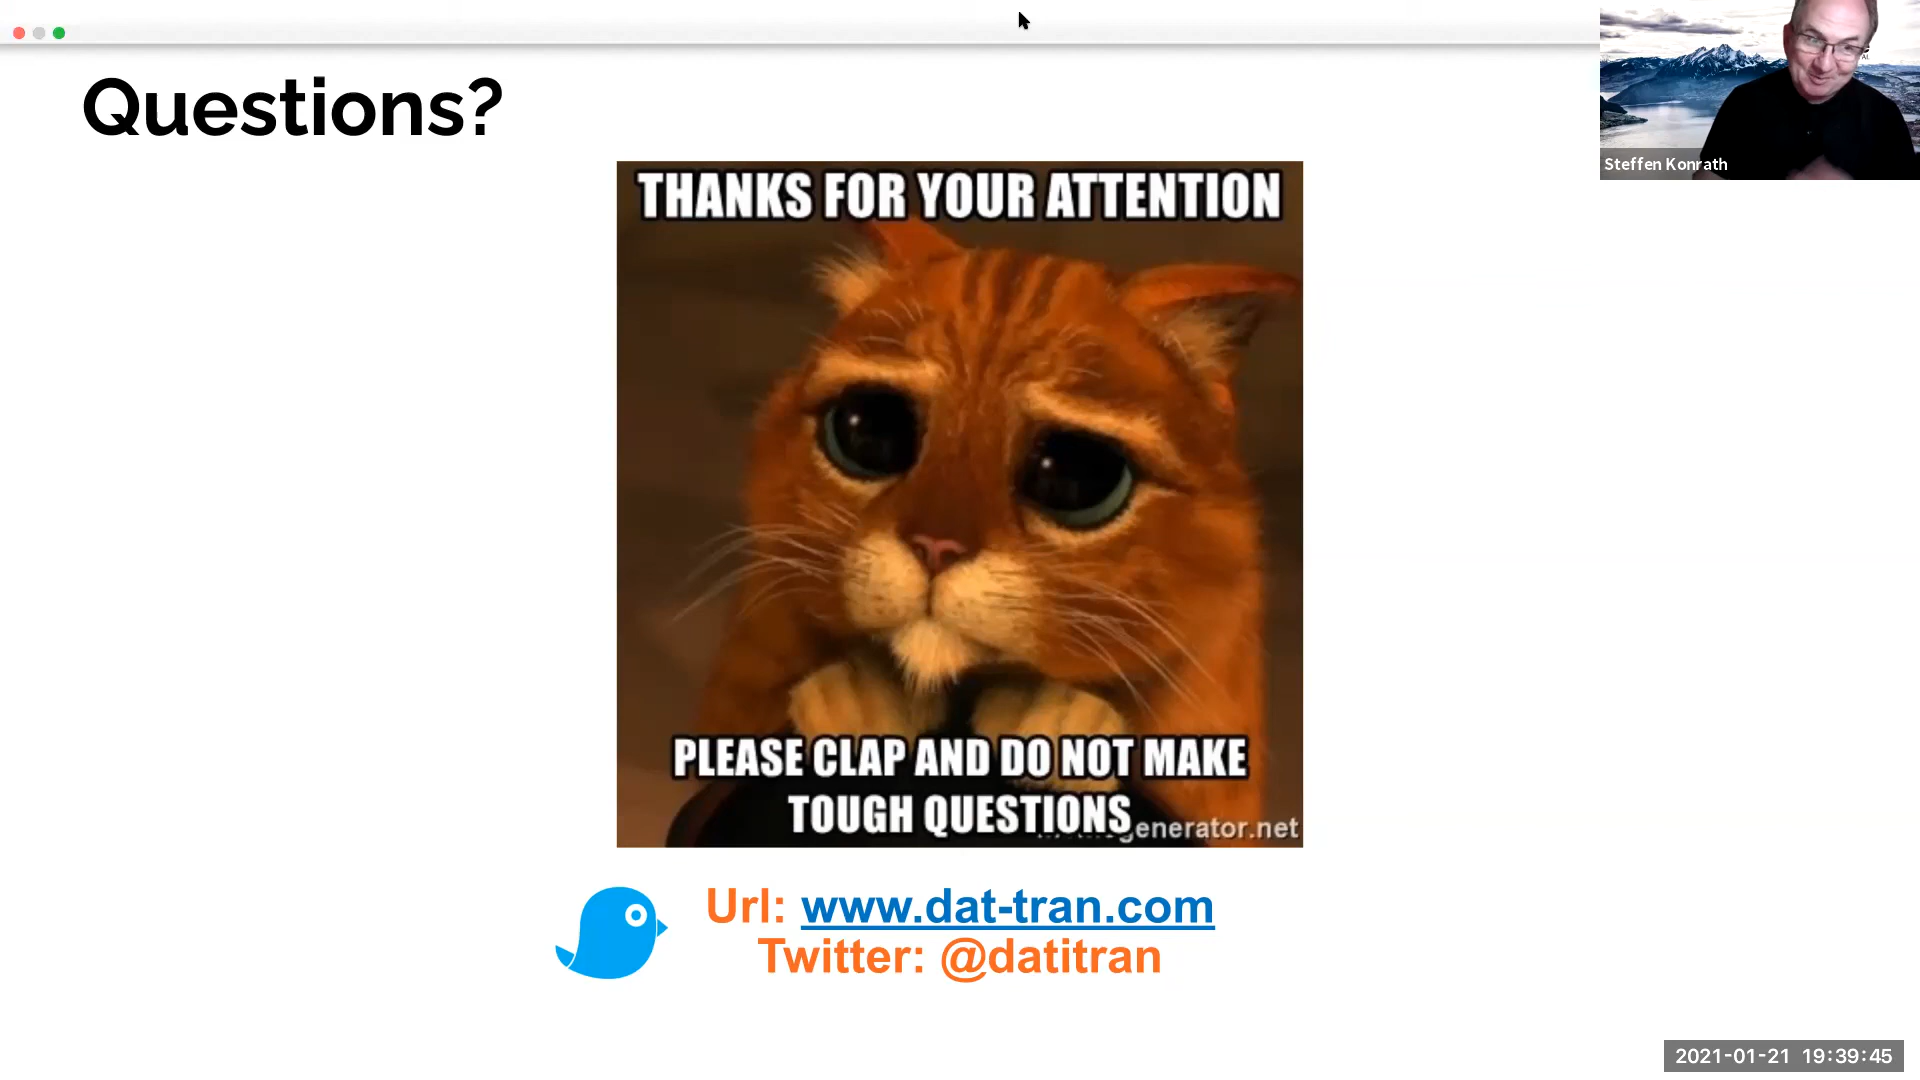 Questions?
Steffen Konrath
THANKS FOR YOUR ATTENTION
PLEASE CLAP AND DO NOT MAKE
TOUGH QUESTIONS
enerator.net
Url: www.dat-tran.com
Twitter: @datitran
2021-01-21 19:39:45